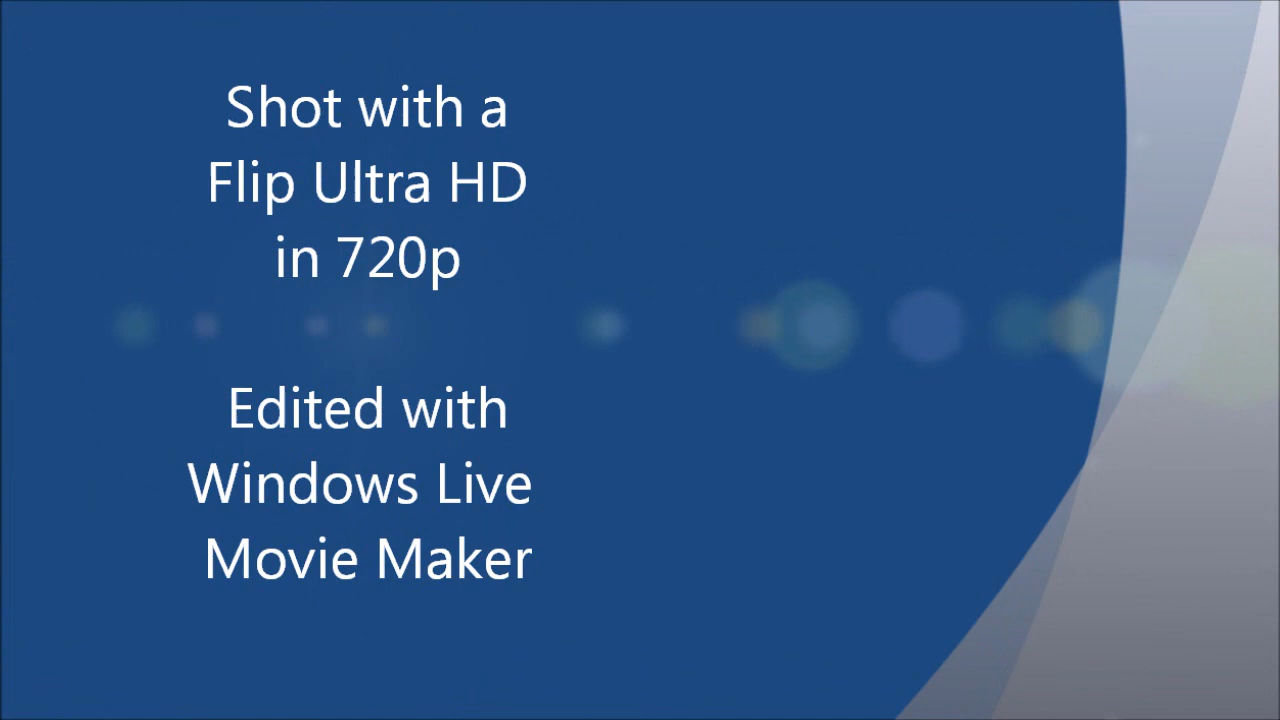 Shot with a
Flip Ultra HD
in 720p
Edited with
Windows Live
Movie Maker